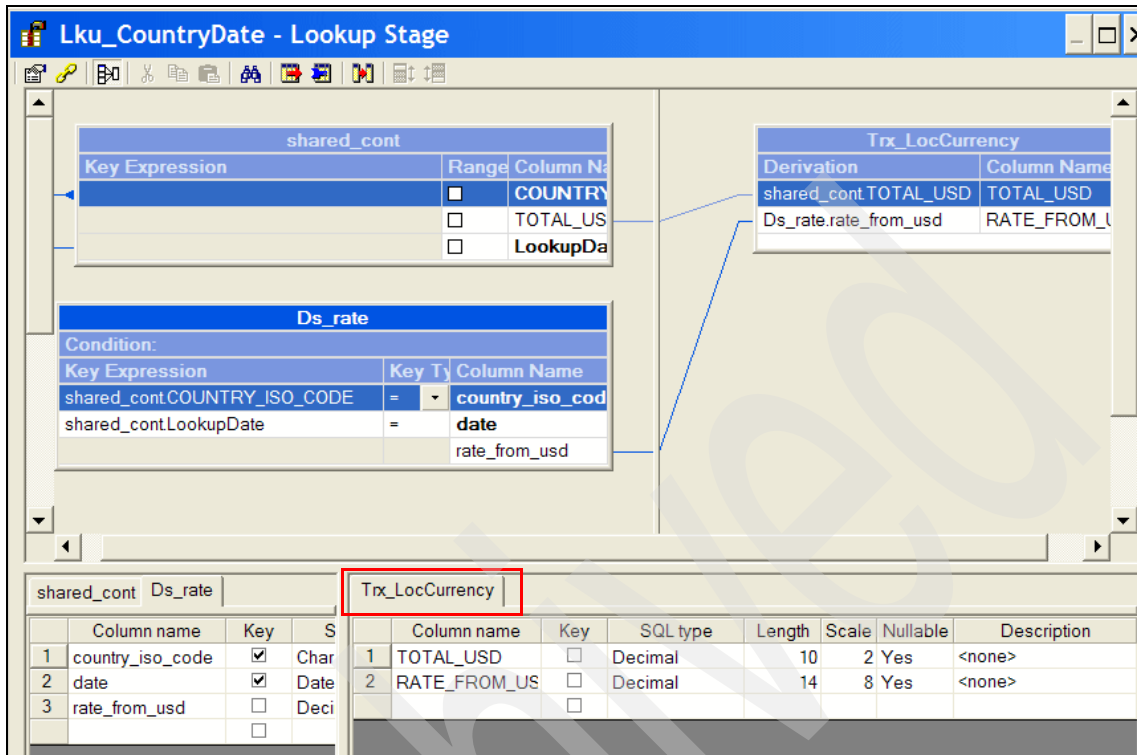 Lku_CountryDate - Lookup Stage
shared_cont
Key Expression Range Column Na
COUNTRY
TOTAL_US
LookupDa
Trx_LocCurrency
Derivation Column Name
shared_cont.TOTAL_USD TOTAL_USD
Ds_rate.rate_from_usd RATE_FROM_U
Ds_rate
Condition:
Key Expression Key Ty Column Name
shared_cont.COUNTRY_ISO_CODE = country_iso_cod
shared_cont.LookupDate = date
rate_from_usd
shared_cont Ds_rate
Column name Key S
1 country_iso_code Char
2 date Date
3 rate_from_usd Deci
Trx_LocCurrency
Column name Key SQL type Length Scale Nullable Description
1 TOTAL_USD Decimal 10 2 Yes <none>
2 RATE_FROM_US Decimal 14 8 Yes <none>